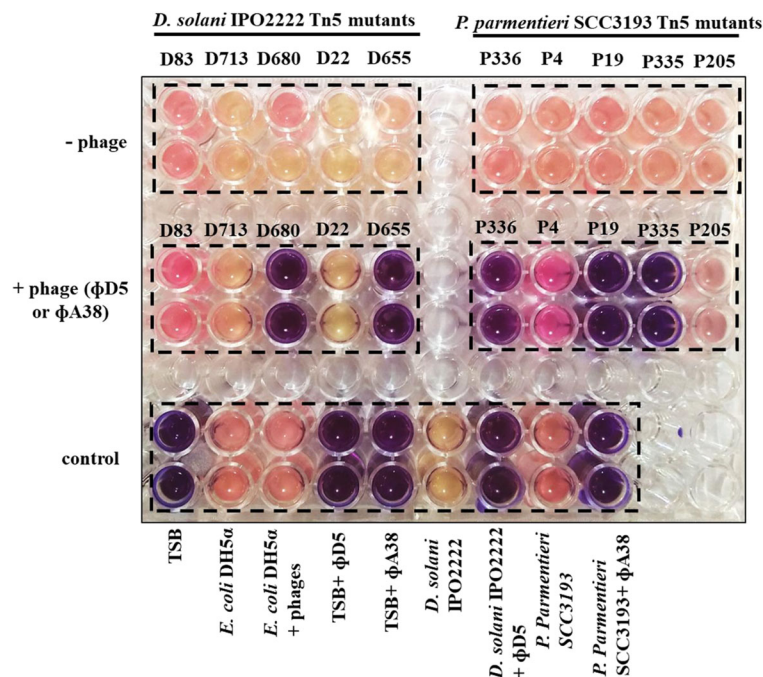 D. solani IPO2222 Tn5 mutants
P. parmentieri SCC3193 Tn5 mutants
D83 D713 D680 D22 D655
P336 P4 P19 P335 P205
- phage
D83 D713 D680 D22 D655
P336 P4 P19 P335 P205
+ phage (ϕD5
or ϕA38)
control
TSB
E. coli DH5α
E. coli DH5α
+ phages
TSB+ ϕD5
TSB+ ϕA38
D. solani
IPO2222
D. solani IPO2222
+ ϕD5
P. Parmentieri
SCC3193
P. Parmentieri
SCC3193+ ϕA38